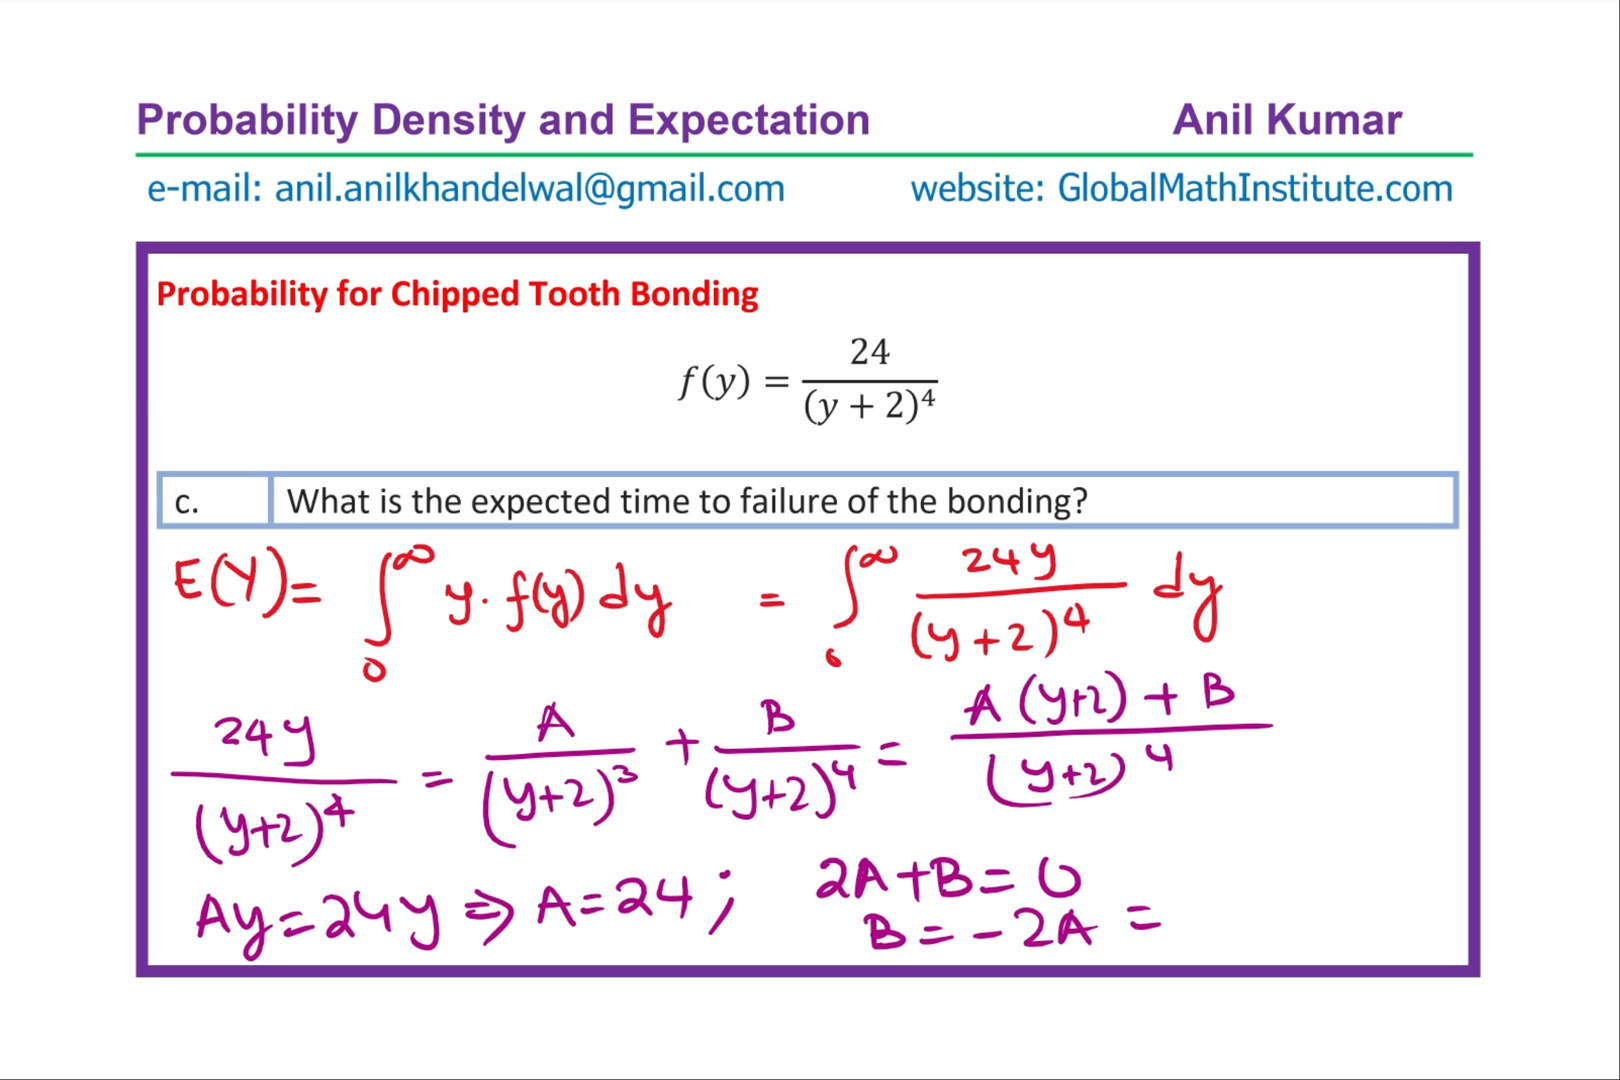 Probability Density and Expectation Anil Kumar
e-mail: anil.anilkhandelwal@gmail.com website: GlobalMathInstitute.com
Probability for Chipped Tooth Bonding
f(y) = 24/(y + 2)⁴
c. What is the expected time to failure of the bonding?
E(Y) = ∫₀^∞ y · f(y) dy = ∫₀^∞ 24y/(y+2)⁴ dy
24y/(y+2)⁴ = A/(y+2)³ + B/(y+2)⁴ = A(y+2) + B/(y+2)⁴
Ay = 24y ⇒ A = 24 ; 2A + B = 0
B = -2A =